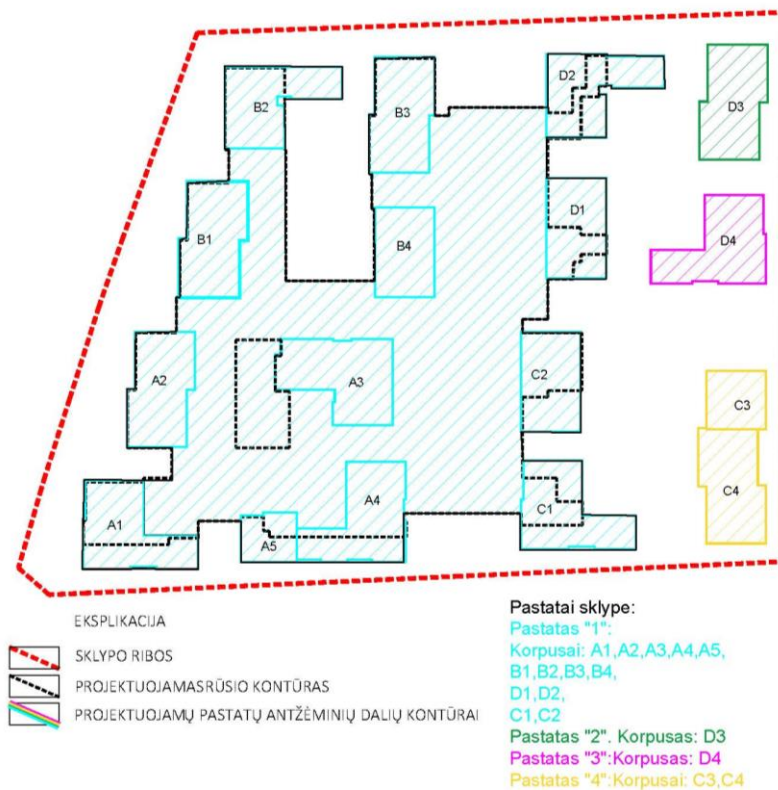 D2
B2
B3
D3
D1
D4
B1
B4
A2
A3
C2
C3
A4
C4
A1
C1
A5
EKSPLIKACIJA
SKLYPO RIBOS
PROJEKTUOJAMASRŪSIO KONTŪRAS
PROJEKTUOJAMŲ PASTATŲ ANTŽĖMINIŲ DALIŲ KONTŪRAI
Pastatai sklype:
Pastatas "1":
Korpusai: A1,A2,A3,A4,A5,
B1,B2,B3,B4,
D1,D2,
C1,C2
Pastatas "2". Korpusas: D3
Pastatas "3":Korpusas: D4
Pastatas "4":Korpusai: C3,C4